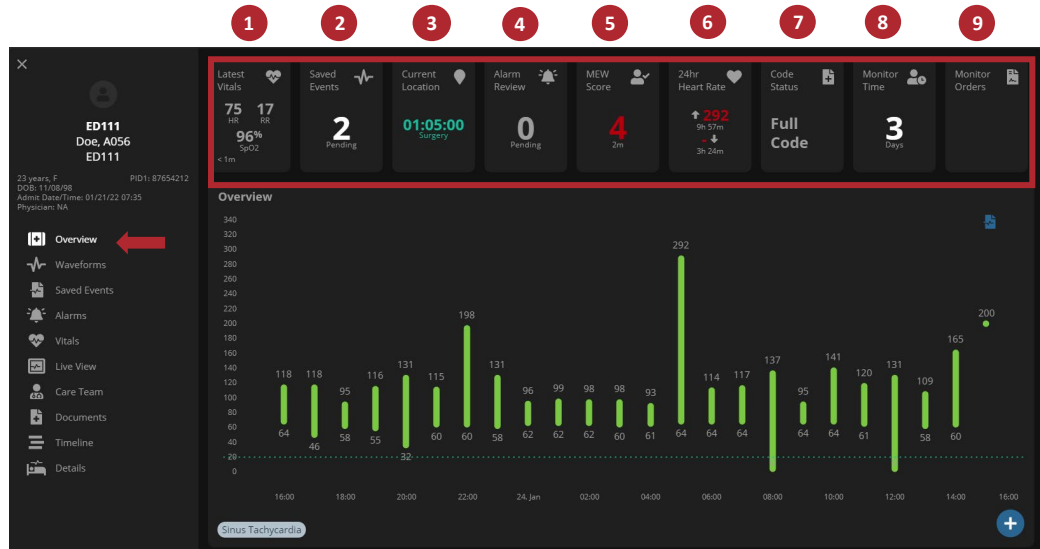 1 2 3 4 5 6 7 8 9
ED111
Doe, A056
ED111
23 years, F PID1: 87654212
DOB: 11/08/98
Admit Date/Time: 01/21/22 07:35
Physician: NA
Overview
Waveforms
Saved Events
Alarms
Vitals
Live View
Care Team
Documents
Timeline
Details
Latest
Vitals
75 17
HR RR
96%
SpO2
< 1m
Saved
Events
2
Pending
Current
Location
01:05:00
Surgery
Alarm
Review
0
Pending
MEW
Score
4
2m
24hr
Heart Rate
292
9h 57m
-
3h 24m
Code
Status
Full
Code
Monitor
Time
3
Days
Monitor
Orders
Overview
340
320
300
280
260
240
220
200
180
160
140
120
100
80
60
40
20
0
118 118 95 116 131 115 198 131 96 99 98 98 93 292 114 117 137 95 141 120 131 109 165 200
64 46 58 55 32 60 60 58 62 62 62 60 61 64 64 64 64 64 61 58 60
16:00 18:00 20:00 22:00 24. Jan 02:00 04:00 06:00 08:00 10:00 12:00 14:00 16:00
Sinus Tachycardia